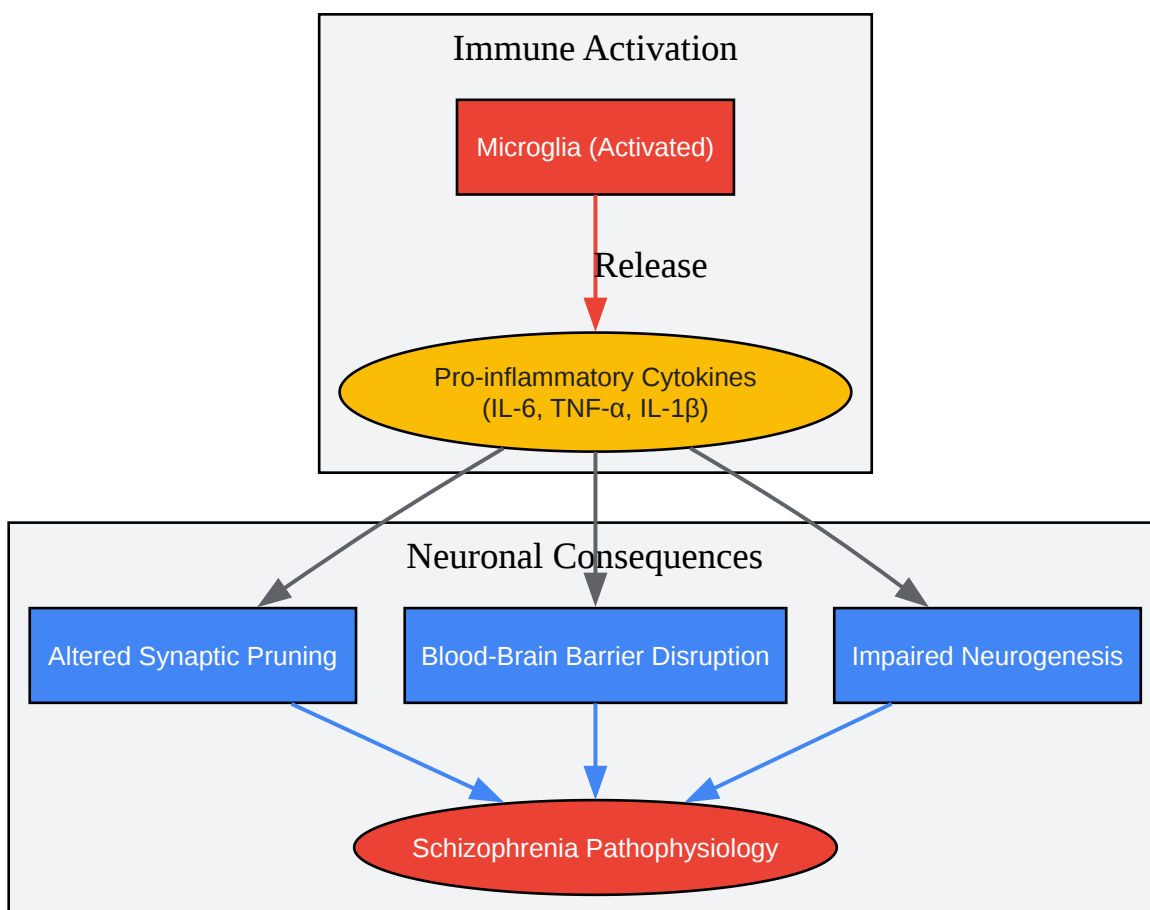 Immune Activation
Microglia (Activated)
Release
Pro-inflammatory Cytokines
(IL-6, TNF-α, IL-1β)
Neuronal Consequences
Altered Synaptic Pruning
Blood-Brain Barrier Disruption
Impaired Neurogenesis
Schizophrenia Pathophysiology